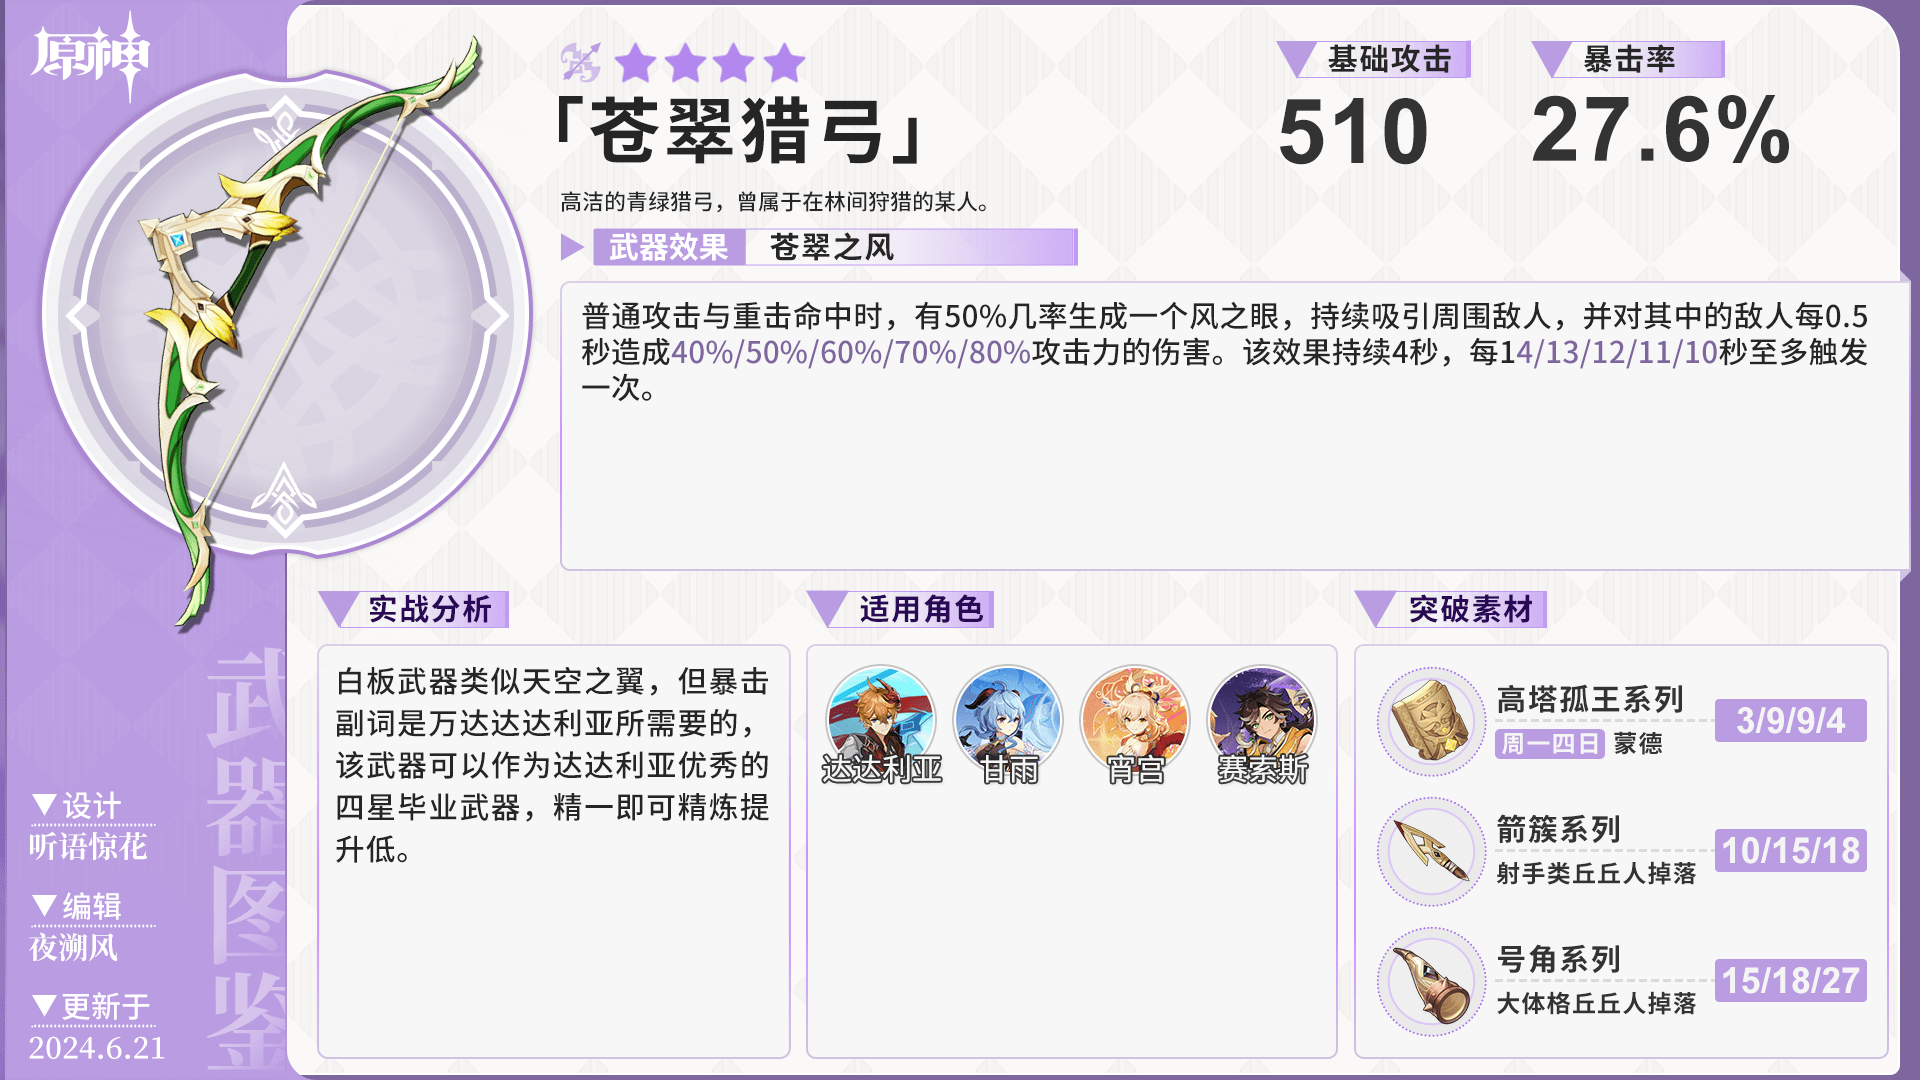 原神
「苍翠猎弓」
高洁的青绿猎弓，曾属于在林间狩猎的某人。
基础攻击
510
暴击率
27.6%
武器效果
苍翠之风
普通攻击与重击命中时，有50%几率生成一个风之眼，持续吸引周围敌人，并对其中的敌人每0.5
秒造成40%/50%/60%/70%/80%攻击力的伤害。该效果持续4秒，每14/13/12/11/10秒至多触发
一次。
实战分析
白板武器类似天空之翼，但暴击
副词是万达达达利亚所需要的，
该武器可以作为达达利亚优秀的
四星毕业武器，精一即可精炼提
升低。
适用角色
达达利亚
甘雨
宵宫
赛索斯
突破素材
高塔孤王系列
周一四日 蒙德
3/9/9/4
箭簇系列
射手类丘丘人掉落
10/15/18
号角系列
大体格丘丘人掉落
15/18/27
武器图鉴
▼设计
听语惊花
▼编辑
夜溯风
▼更新于
2024.6.21